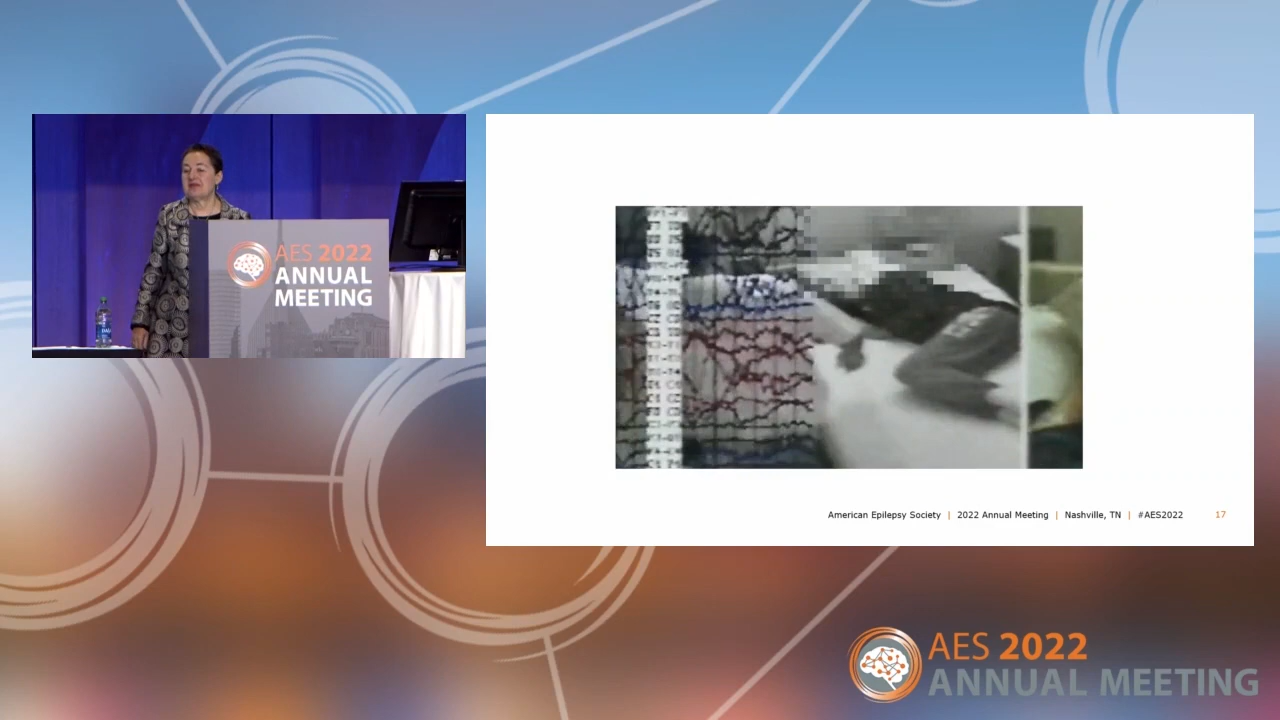 AES 2022
ANNUAL
MEETING
American Epilepsy Society | 2022 Annual Meeting | Nashville, TN | #AES2022 17
AES 2022
ANNUAL MEETING